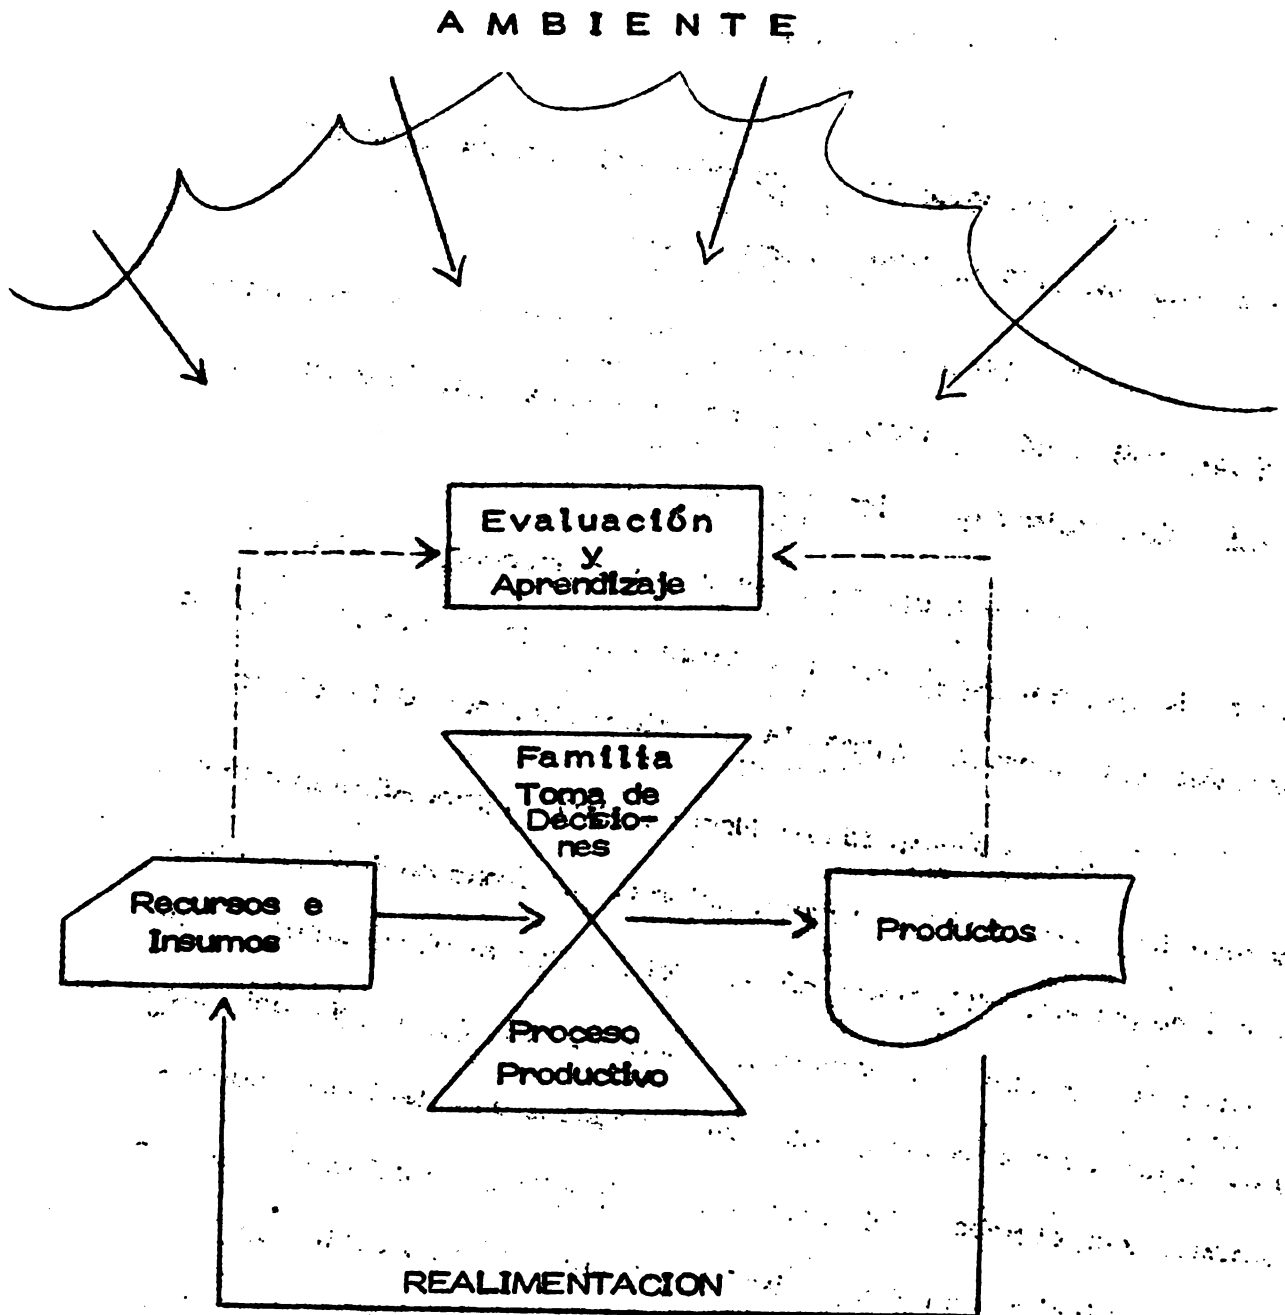 AMBIENTE
Evaluación
y
Aprendizaje
Familia
Toma de
Decisio-
nes
Recursos e
Insumos
Productos
Proceso
Productivo
REALIMENTACION